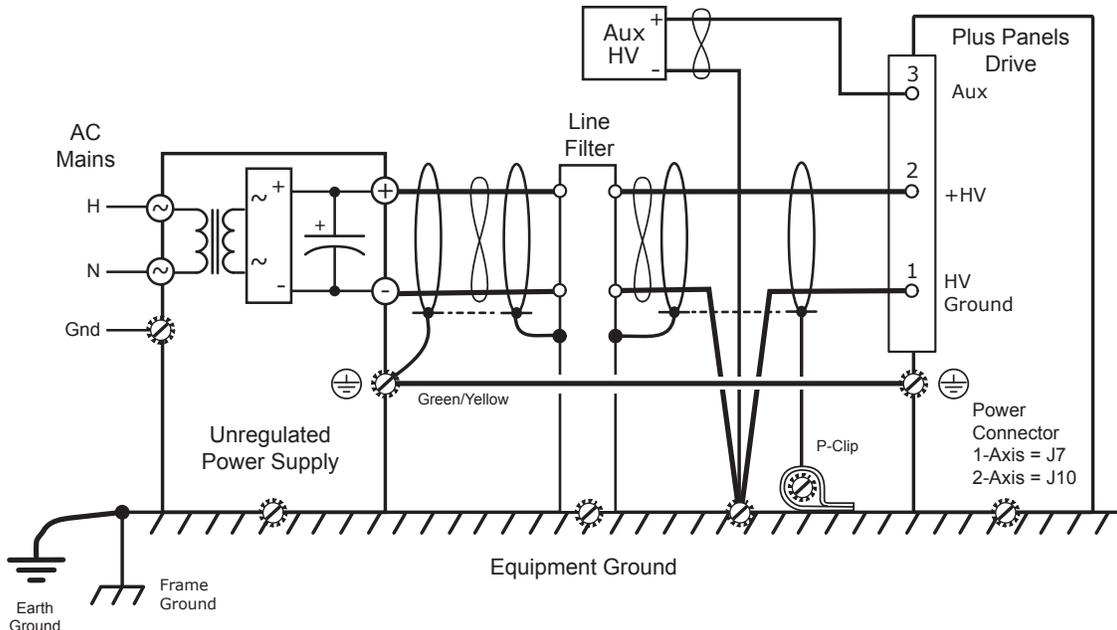 Aux
HV
+
-
Plus Panels
Drive
3
Aux
AC
Mains
Line
Filter
H
~
~
+
+
+
2
+HV
N
~
~
-
-
1
HV
Ground
Gnd
Green/Yellow
Unregulated
Power Supply
P-Clip
Power
Connector
1-Axis = J7
2-Axis = J10
Equipment Ground
Frame
Ground
Earth
Ground